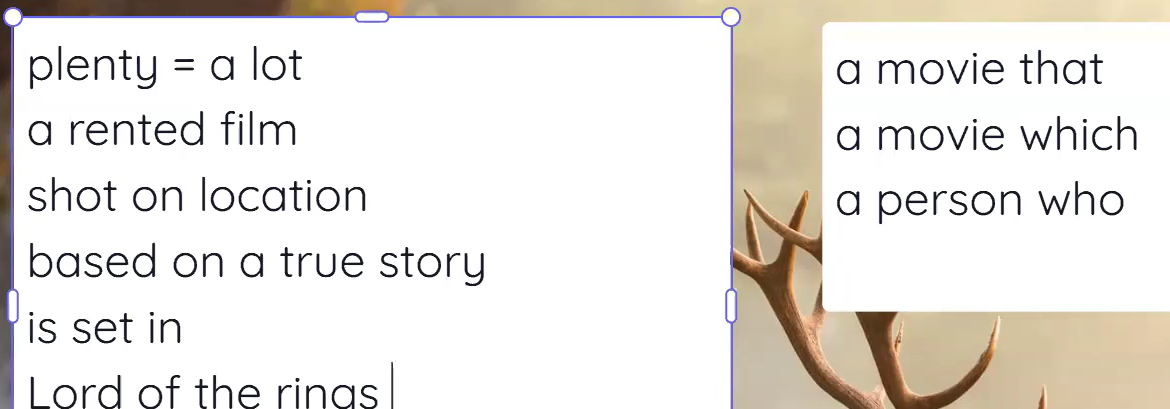 plenty = a lot
a rented film
shot on location
based on a true story
is set in
Lord of the rings
a movie that
a movie which
a person who